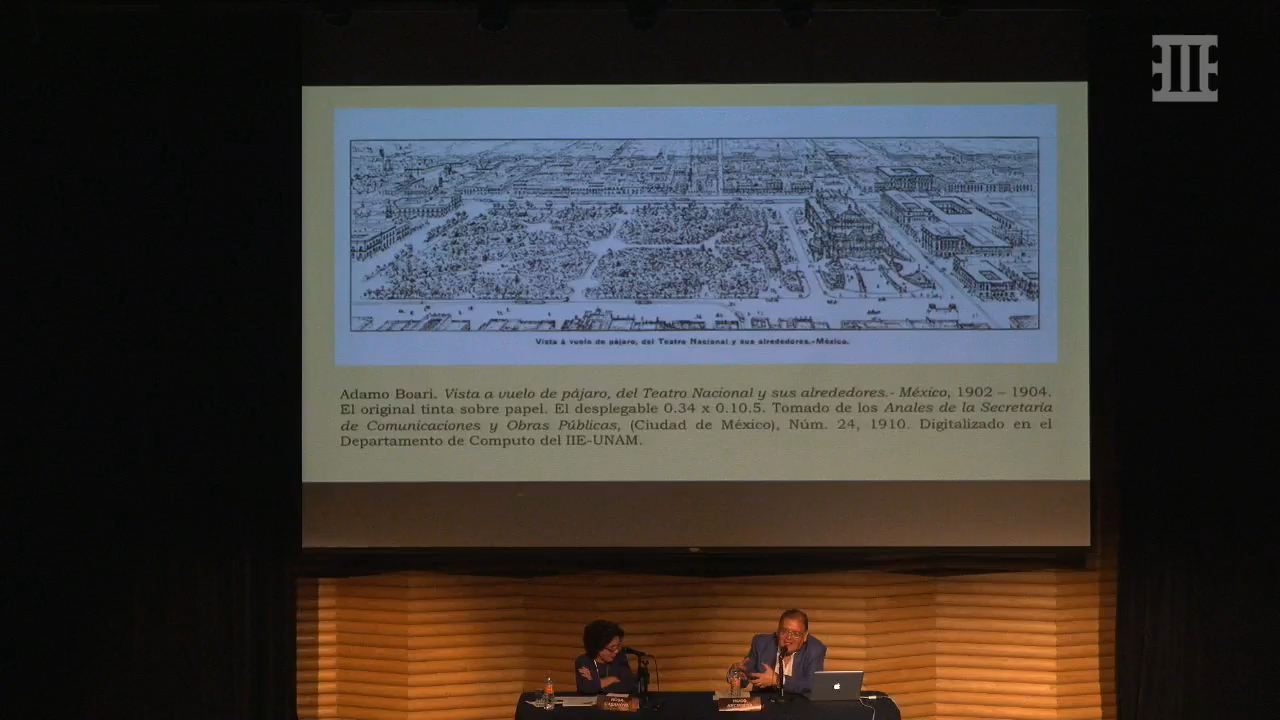 Vista á vuelo de pájaro, del Teatro Nacional y sus alrededores.-México.
Adamo Boari. Vista a vuelo de pájaro, del Teatro Nacional y sus alrededores.- México, 1902 – 1904.
El original tinta sobre papel. El desplegable 0.34 x 0.10.5. Tomado de los Anales de la Secretaría
de Comunicaciones y Obras Públicas, (Ciudad de México), Núm. 24, 1910. Digitalizado en el
Departamento de Computo del IIE-UNAM.
ROSA
HUGO